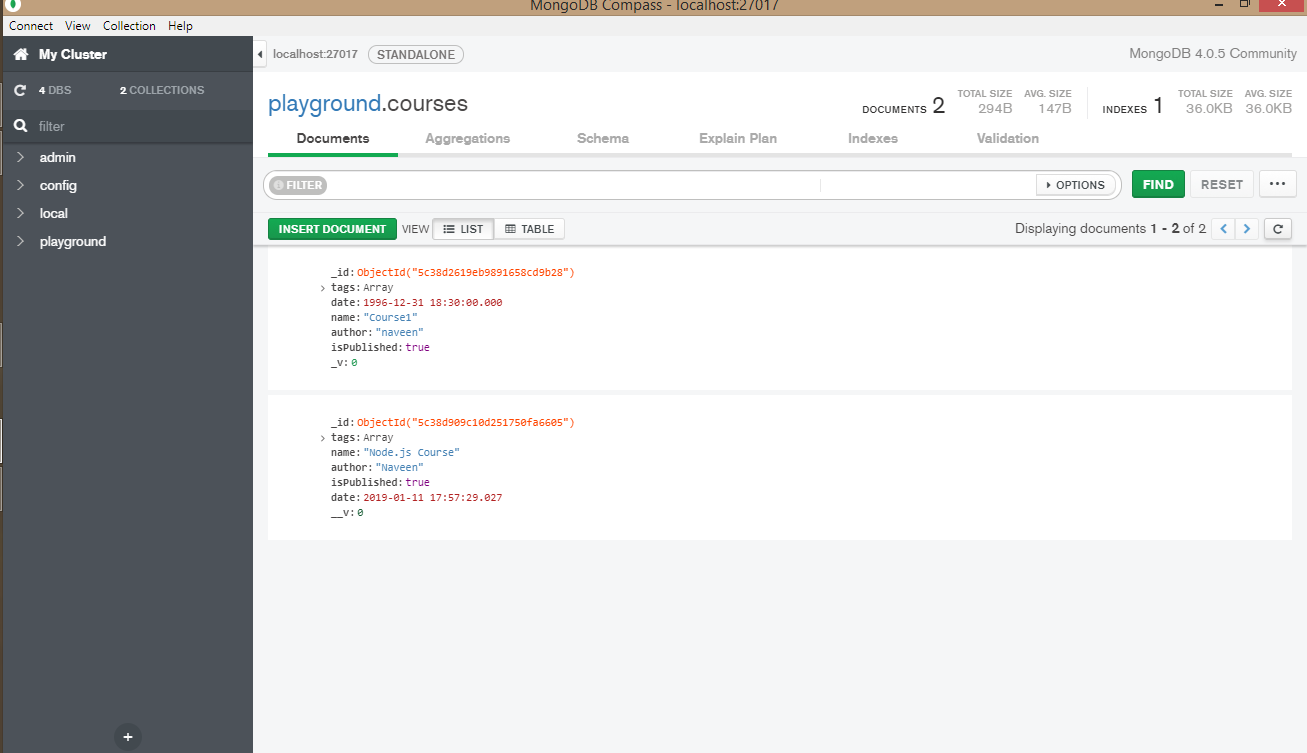 MongoDB Compass - localhost:27017
Connect View Collection Help
My Cluster
4 DBS 2 COLLECTIONS
filter
admin
config
local
playground
localhost:27017 STANDALONE MongoDB 4.0.5 Community
playground.courses
DOCUMENTS 2 TOTAL SIZE 294B AVG. SIZE 147B INDEXES 1 TOTAL SIZE 36.0KB AVG. SIZE 36.0KB
Documents Aggregations Schema Explain Plan Indexes Validation
FILTER OPTIONS FIND RESET ...
INSERT DOCUMENT VIEW LIST TABLE Displaying documents 1 - 2 of 2
_id: ObjectId("5c38d2619eb9891658cd9b28")
tags: Array
date: 1996-12-31 18:30:00.000
name: "Course1"
author: "naveen"
isPublished: true
_v: 0
_id: ObjectId("5c38d909c10d251750fa6605")
tags: Array
name: "Node.js Course"
author: "Naveen"
isPublished: true
date: 2019-01-11 17:57:29.027
__v: 0